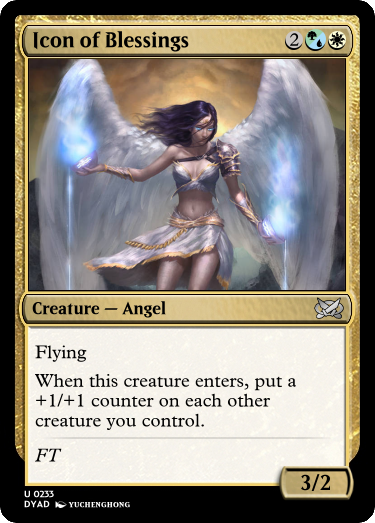 Icon of Blessings 2
Creature — Angel
Flying
When this creature enters, put a
+1/+1 counter on each other
creature you control.
FT
3/2
U 0233
DYAD YUCHENGHONG